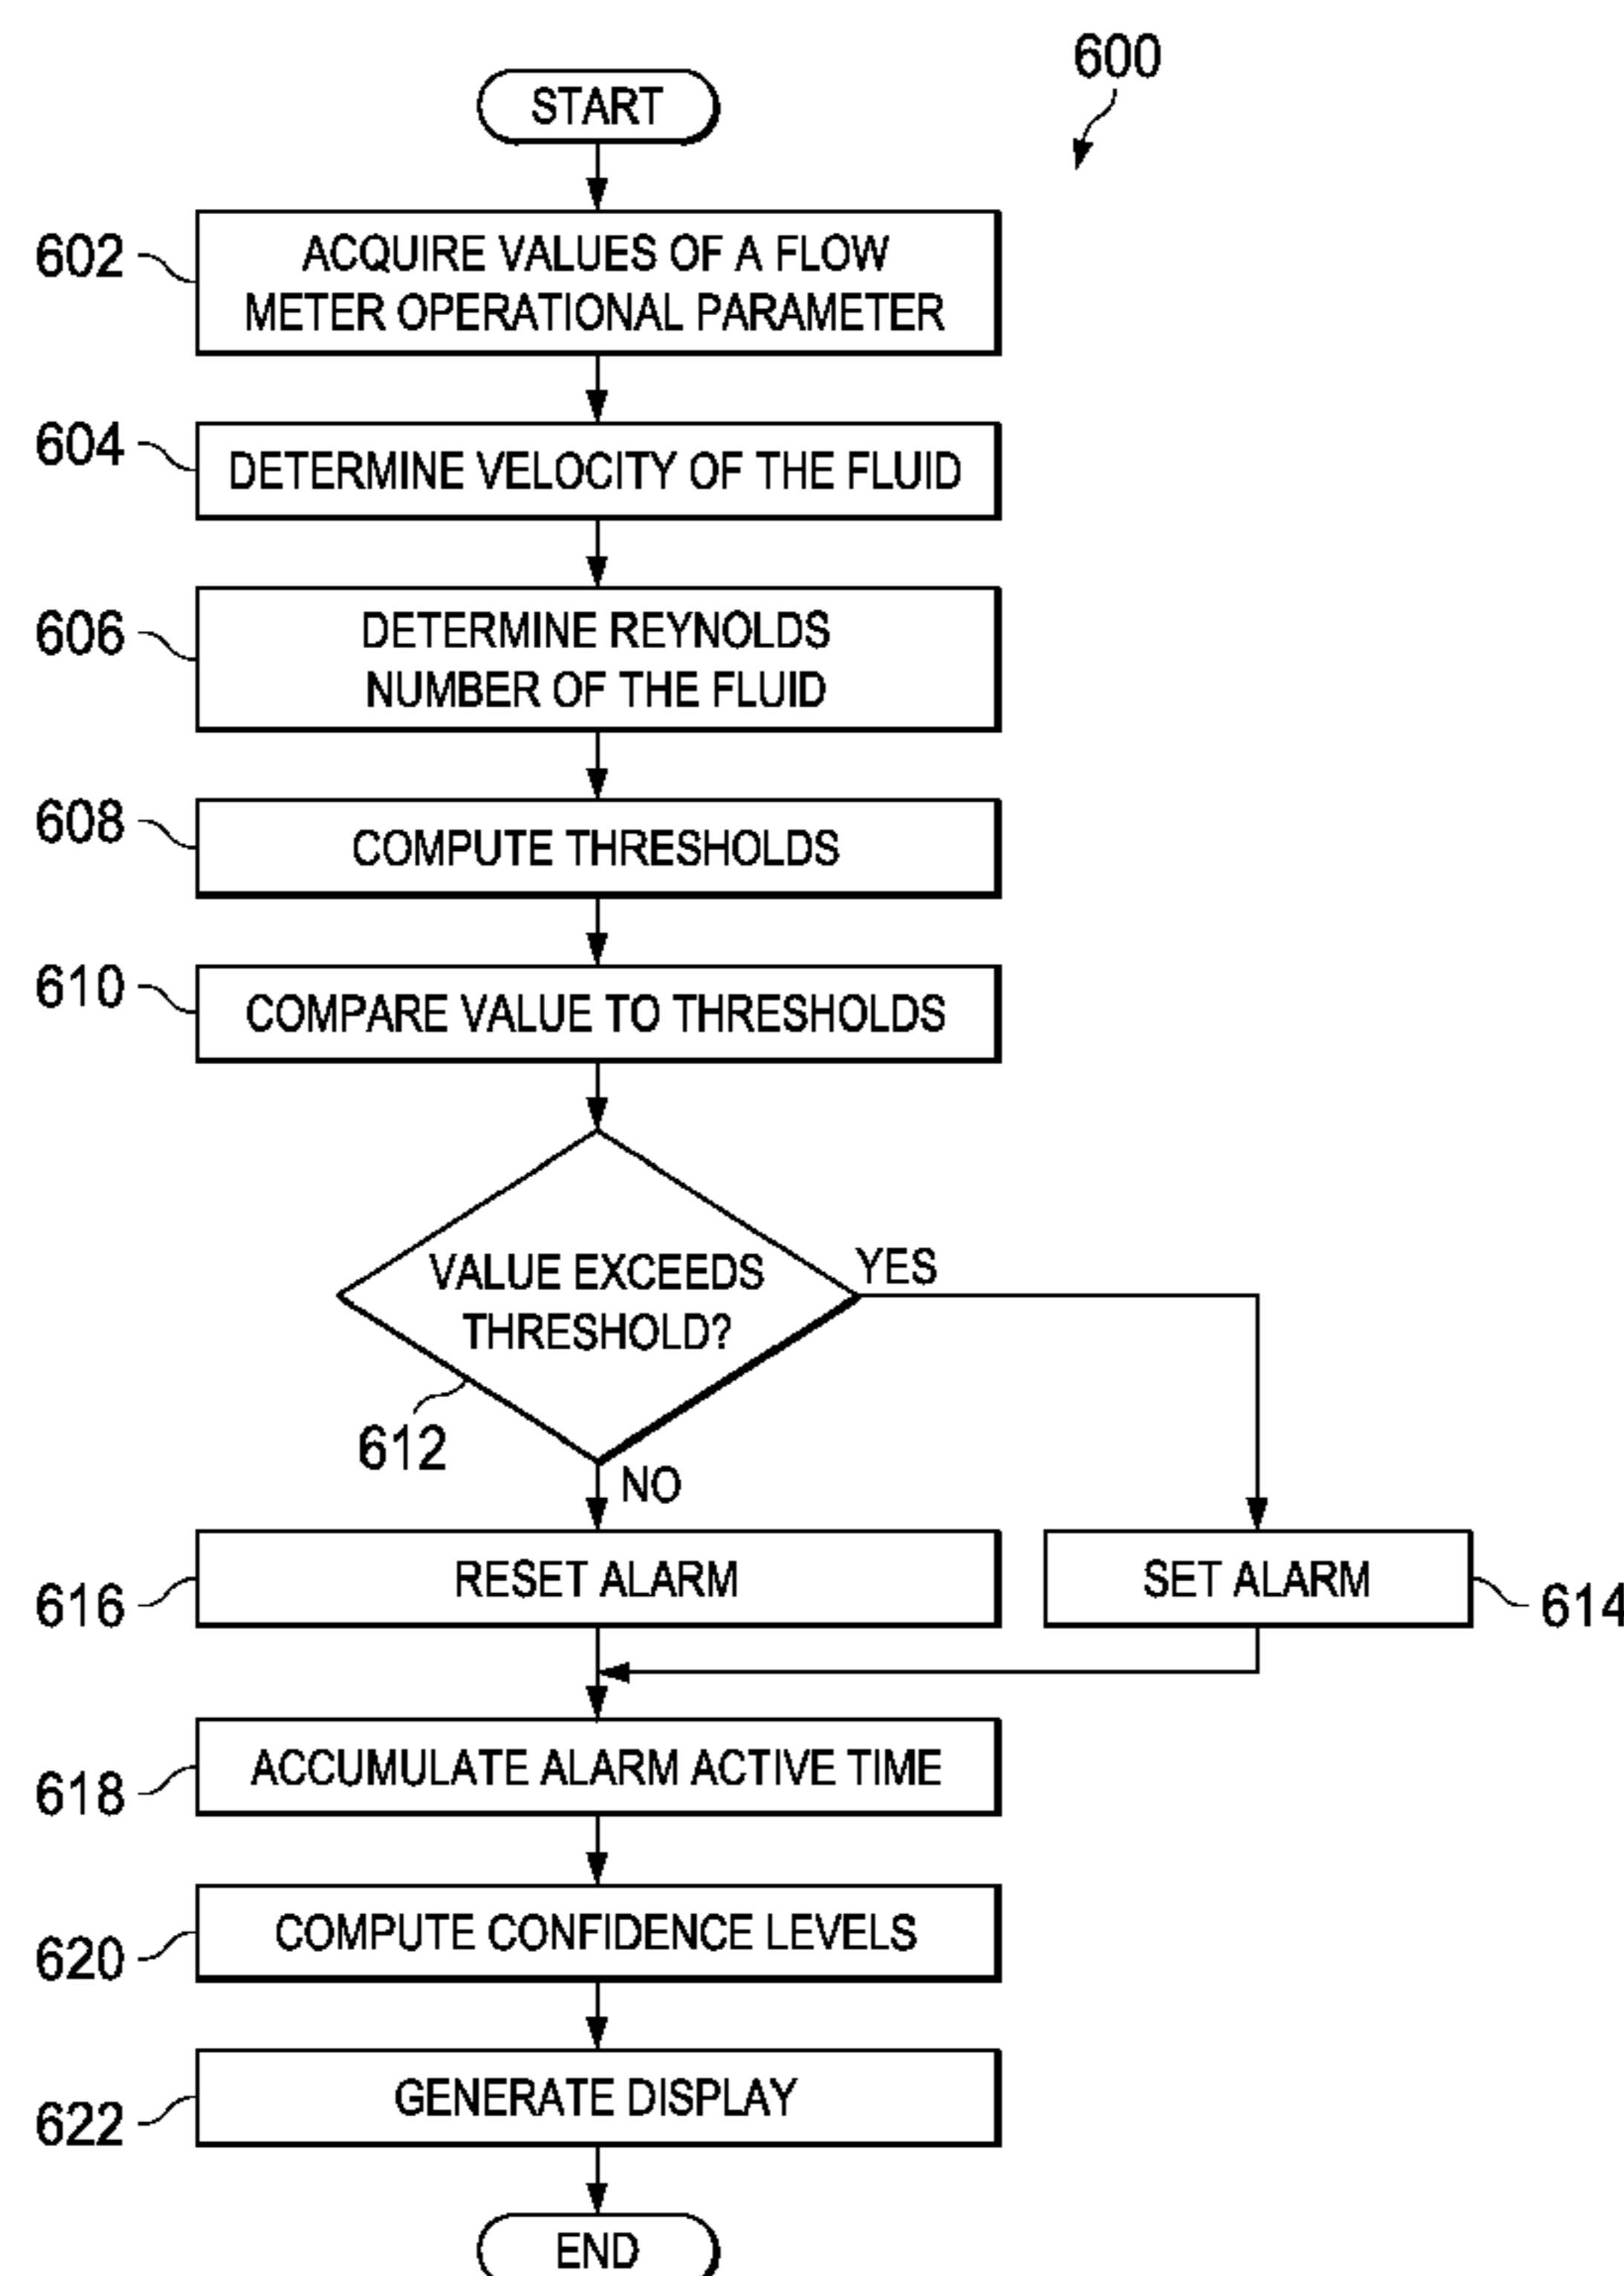 600
START
602
ACQUIRE VALUES OF A FLOW
METER OPERATIONAL PARAMETER
604
DETERMINE VELOCITY OF THE FLUID
606
DETERMINE REYNOLDS
NUMBER OF THE FLUID
608
COMPUTE THRESHOLDS
610
COMPARE VALUE TO THRESHOLDS
VALUE EXCEEDS
THRESHOLD?
YES
612
NO
616
RESET ALARM
SET ALARM
614
618
ACCUMULATE ALARM ACTIVE TIME
620
COMPUTE CONFIDENCE LEVELS
622
GENERATE DISPLAY
END